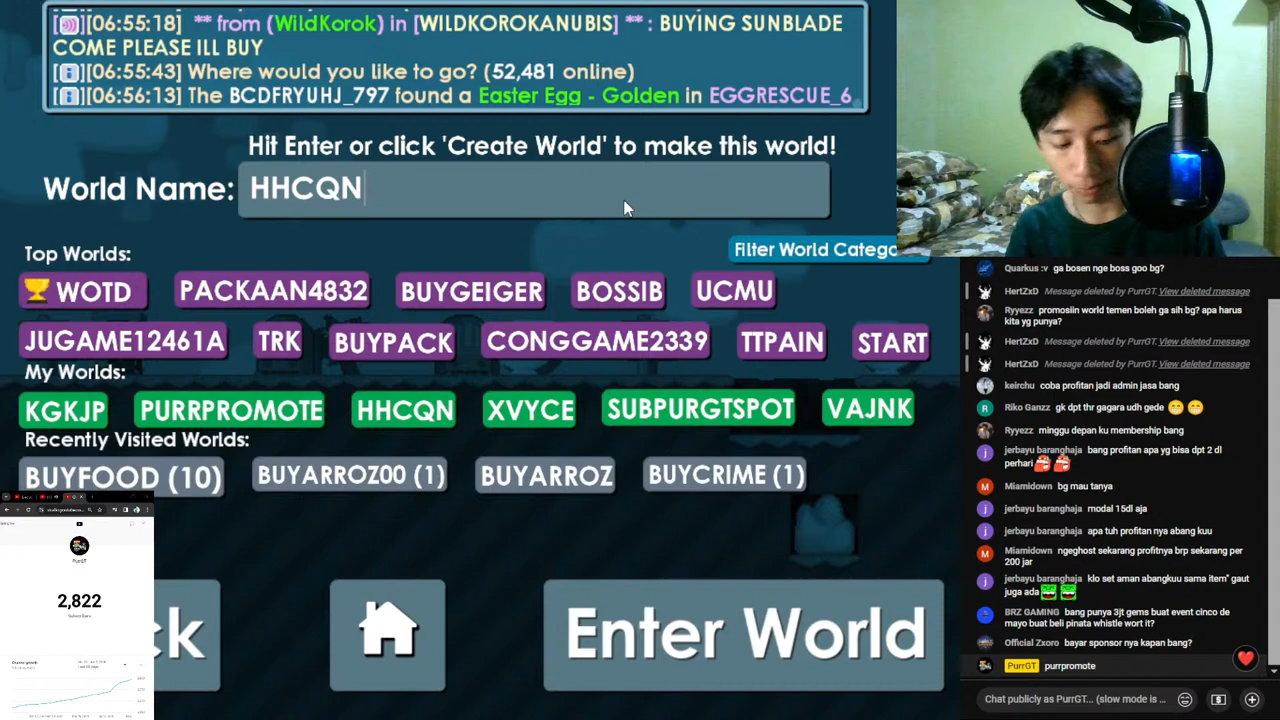 [06:55:18] ** from (WildKorok) in [WILDKOROKANUBIS] ** : BUYİNG SUNBLADE
COME PLEASE ILL BUY
[06:55:43] Where would you like to go? (52,481 online)
[06:56:13] The BCDFRYUHJ_797 found a Easter Egg - Golden in EGGRESCUE_6
Hit Enter or click 'Create World' to make this world!
World Name: HHCQN
Top Worlds:
Filter World Catego
WOTD PACKAAN4832 BUYGEIGER BOSSIB UCMU
JUGAME12461A TRK BUYPACK CONGGAME2339 TTPAIN START
My Worlds:
KGKJP PURRPROMOTE HHCQN XVYCE SUBPURGTSPOT VAJNK
Recently Visited Worlds:
BUYFOOD (10) BUYARROZ00 (1) BUYARROZ BUYCRIME (1)
ck Enter World
PurrGT
2,822
Quarkus :v ga bosen nge boss goo bg?
HertZxD Message deleted by PurrGT. View deleted message
Ryyezz promosiin world temen boleh ga sih bg? apa harus
kita yg punya?
HertZxD Message deleted by PurrGT. View deleted message
HertZxD Message deleted by PurrGT. View deleted message
keirchu coba profitan jadi admin jasa bang
Riko Ganzz gk dpt thr gagara udh gede
Ryyezz minggu depan ku membership bang
jerbayu baranghaja bang profitan apa yg bisa dpt 2 dl
perhari
Miamidown bg mau tanya
jerbayu baranghaja modal 15dl aja
jerbayu baranghaja apa tuh profitan nya abang kuu
Miamidown ngeghost sekarang profitnya brp sekarang per
200 jar
jerbayu baranghaja klo set aman abangkuu sama item" gaut
juga ada
BRZ GAMING bang punya 3jt gems buat event cinco de
mayo buat beli pinata whistle wort it?
Official Zxoro bayar sponsor nya kapan bang?
PurrGT purrpromote
Chat publicly as PurrGT... (slow mode is ...